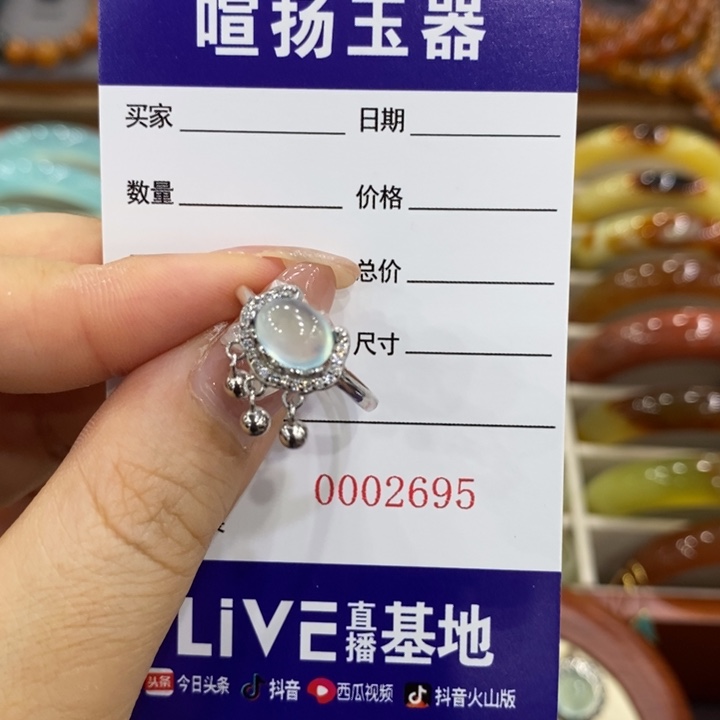 喧扬玉器
买家 日期
数量 价格
总价
尺寸
0002695
LiVE直播基地
头条 今日头条 抖音 西瓜视频 抖音火山版